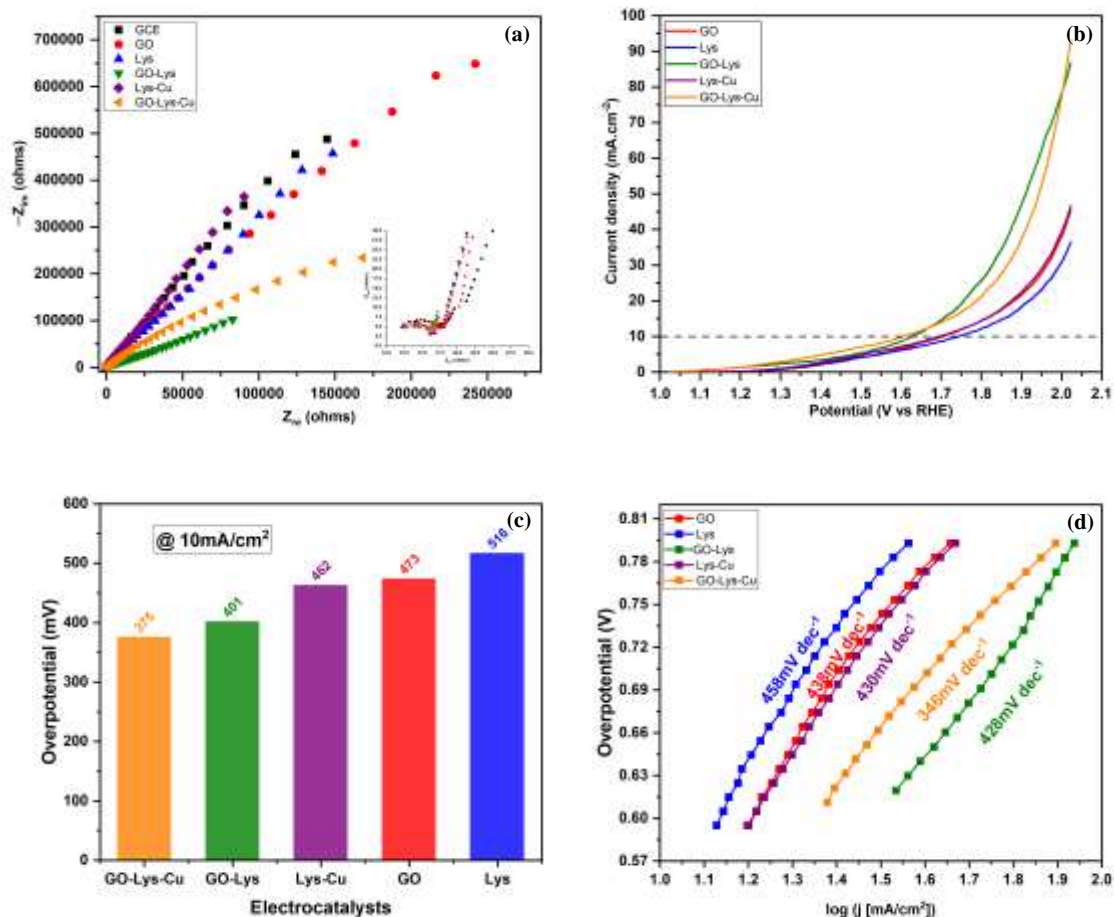 (a)
GCE
GO
Lys
GO-Lys
Lys-Cu
GO-Lys-Cu
700000
600000
500000
400000
300000
200000
100000
0
0 50000 100000 150000 200000 250000
Z (ohms)
(ohms)
(b)
GO
Lys
GO-Lys
Lys-Cu
GO-Lys-Cu
100
90
80
70
60
50
40
30
20
10
0
1.0 1.1 1.2 1.3 1.4 1.5 1.6 1.7 1.8 1.9 2.0 2.1
Potential (V vs RHE)
Current density (mA.cm⁻²)
(c)
@ 10mA/cm²
600
500
400
300
200
100
0
375
401
462
473
516
GO-Lys-Cu GO-Lys Lys-Cu GO Lys
Electrocatalysts
Overpotential (mV)
(d)
GO
Lys
GO-Lys
Lys-Cu
GO-Lys-Cu
0.81
0.78
0.75
0.72
0.69
0.66
0.63
0.60
0.57
458mV dec⁻¹
438mV dec⁻¹
430mV dec⁻¹
346mV dec⁻¹
428mV dec⁻¹
1.0 1.1 1.2 1.3 1.4 1.5 1.6 1.7 1.8 1.9 2.0
log (j [mA/cm²])
Overpotential (V)